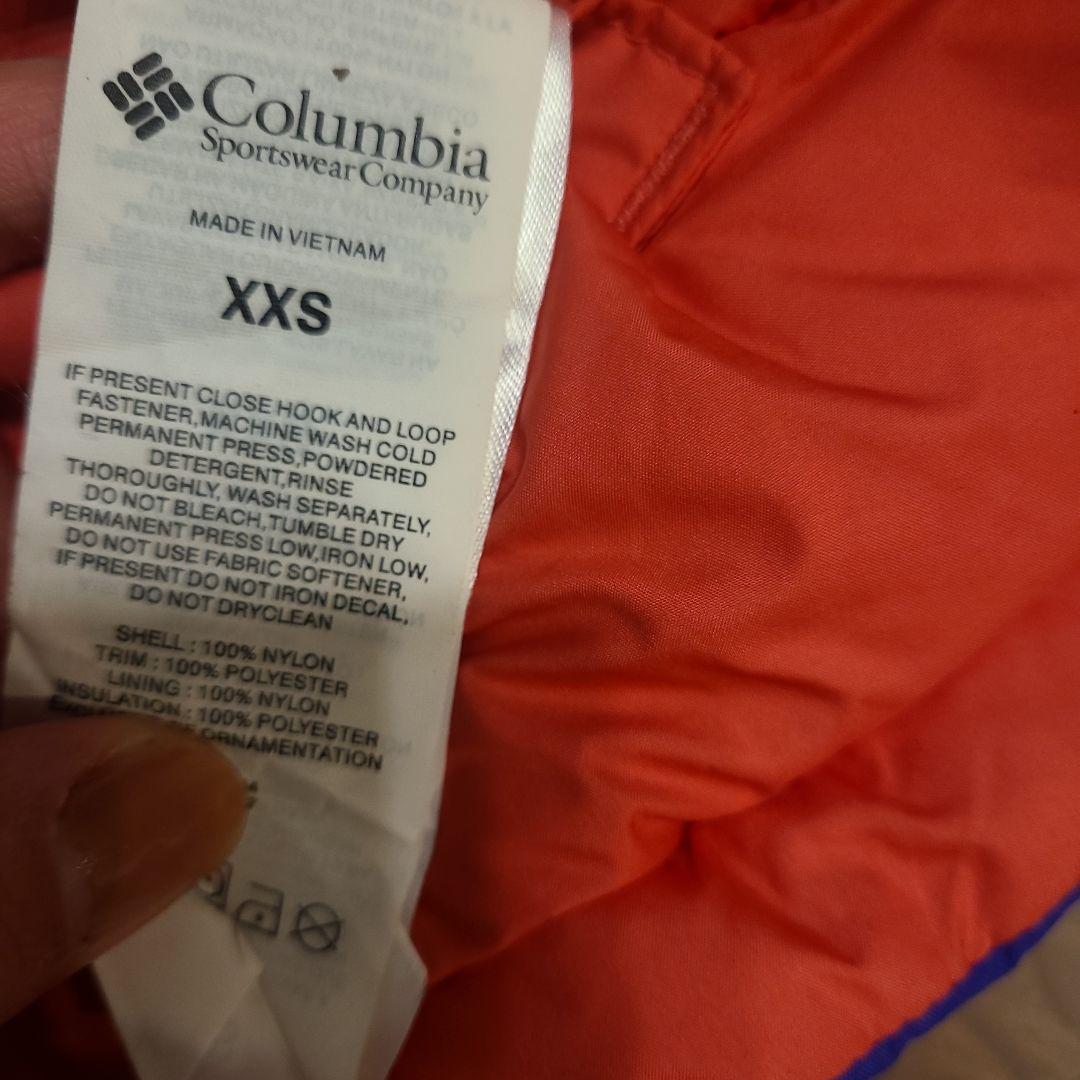 Columbia
Sportswear Company
MADE IN VIETNAM
XXS
IF PRESENT CLOSE HOOK AND LOOP
FASTENER,MACHINE WASH COLD
PERMANENT PRESS,POWDERED
DETERGENT,RINSE
THOROUGHLY, WASH SEPARATELY,
DO NOT BLEACH,TUMBLE DRY
PERMANENT PRESS LOW,IRON LOW,
DO NOT USE FABRIC SOFTENER,
IF PRESENT DO NOT IRON DECAL,
DO NOT DRYCLEAN
SHELL : 100% NYLON
TRIM : 100% POLYESTER
LINING : 100% NYLON
INSULATION : 100% POLYESTER
ORNAMENTATION